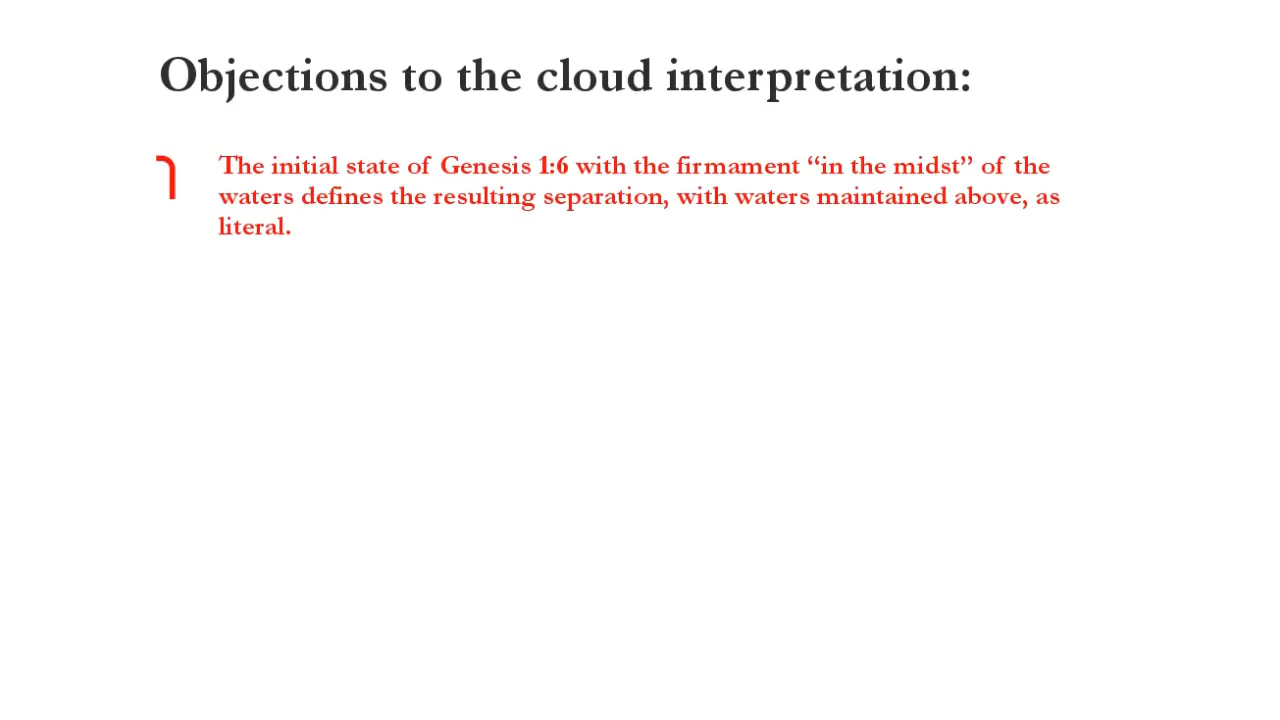 Objections to the cloud interpretation:
The initial state of Genesis 1:6 with the firmament “in the midst” of the
waters defines the resulting separation, with waters maintained above, as
literal.